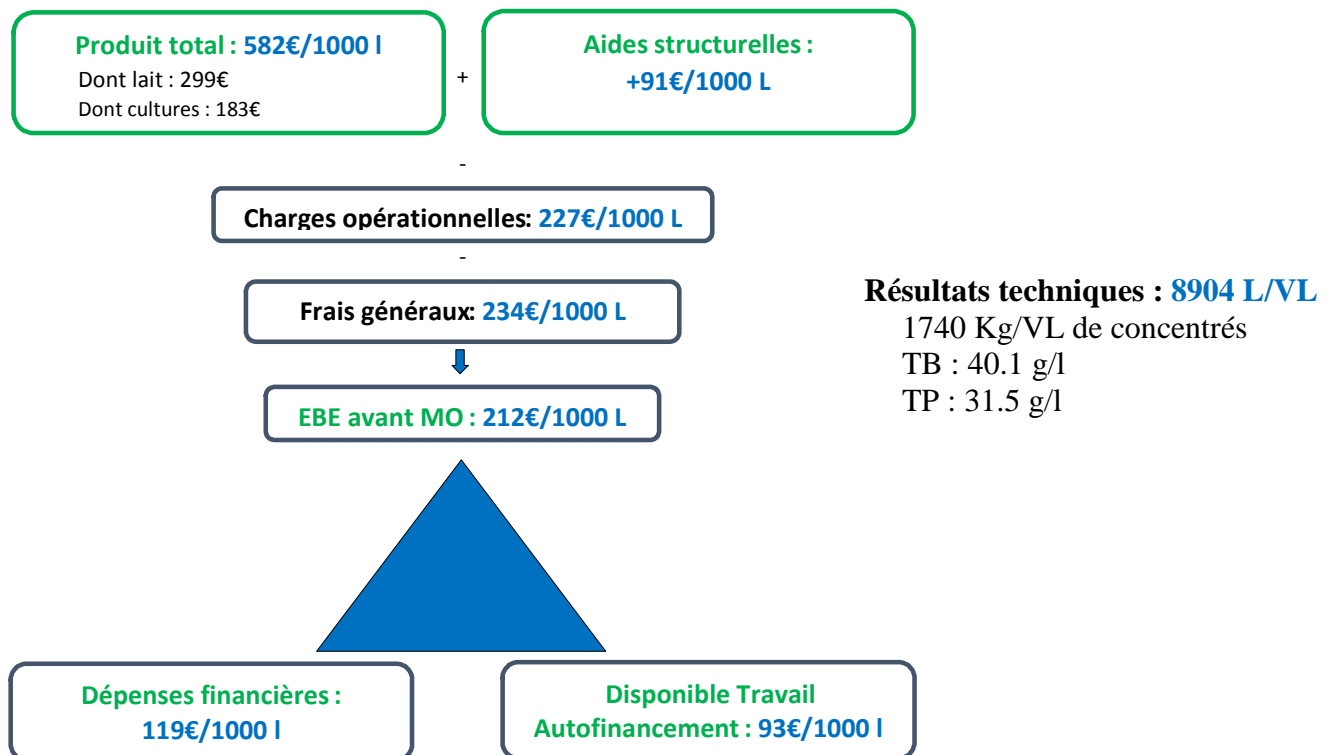 Produit total : 582€/1000 l
Dont lait : 299€
Dont cultures : 183€
+
Aides structurelles :
+91€/1000 L
-
Charges opérationnelles: 227€/1000 L
-
Frais généraux: 234€/1000 L
EBE avant MO : 212€/1000 L
Résultats techniques : 8904 L/VL
1740 Kg/VL de concentrés
TB : 40.1 g/l
TP : 31.5 g/l
Dépenses financières :
119€/1000 l
Disponible Travail
Autofinancement : 93€/1000 l